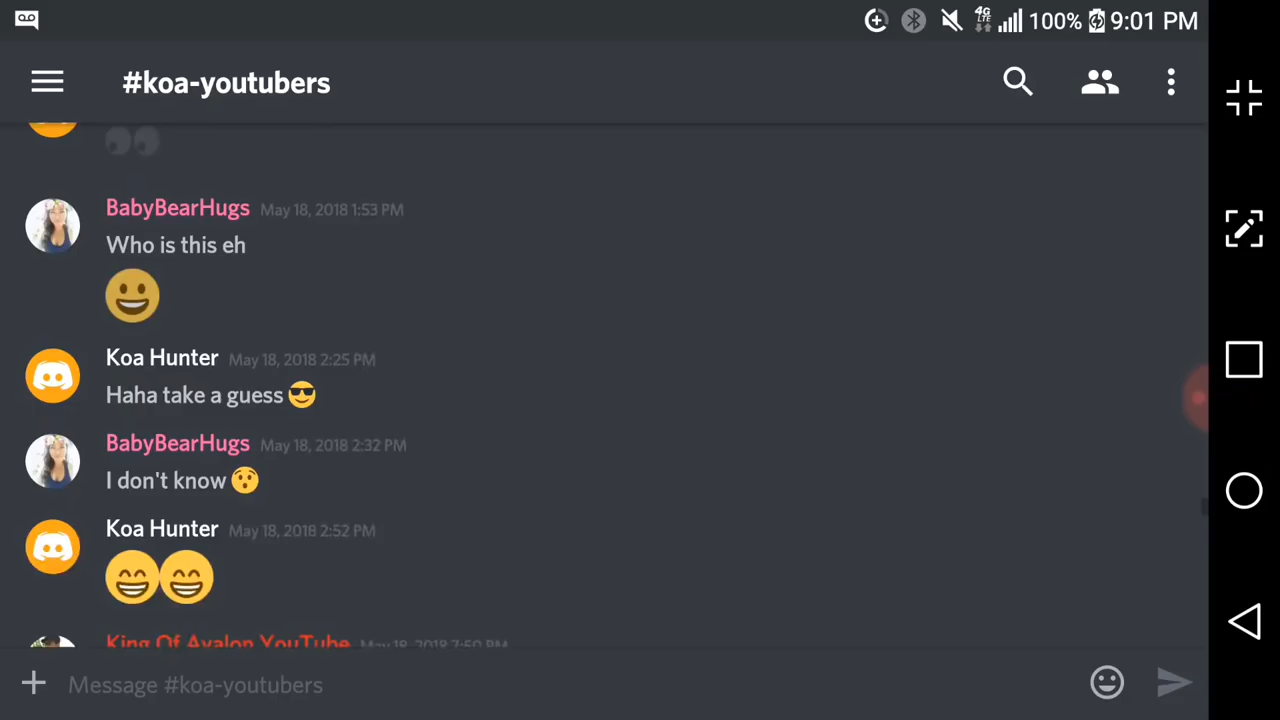 4G LTE 100% 9:01 PM
#koa-youtubers
BabyBearHugs May 18, 2018 1:53 PM
Who is this eh
Koa Hunter May 18, 2018 2:25 PM
Haha take a guess 😎
BabyBearHugs May 18, 2018 2:32 PM
I don't know 😯
Koa Hunter May 18, 2018 2:52 PM
King Of Avalon YouTube May 18, 2018 7:50 PM
Message #koa-youtubers